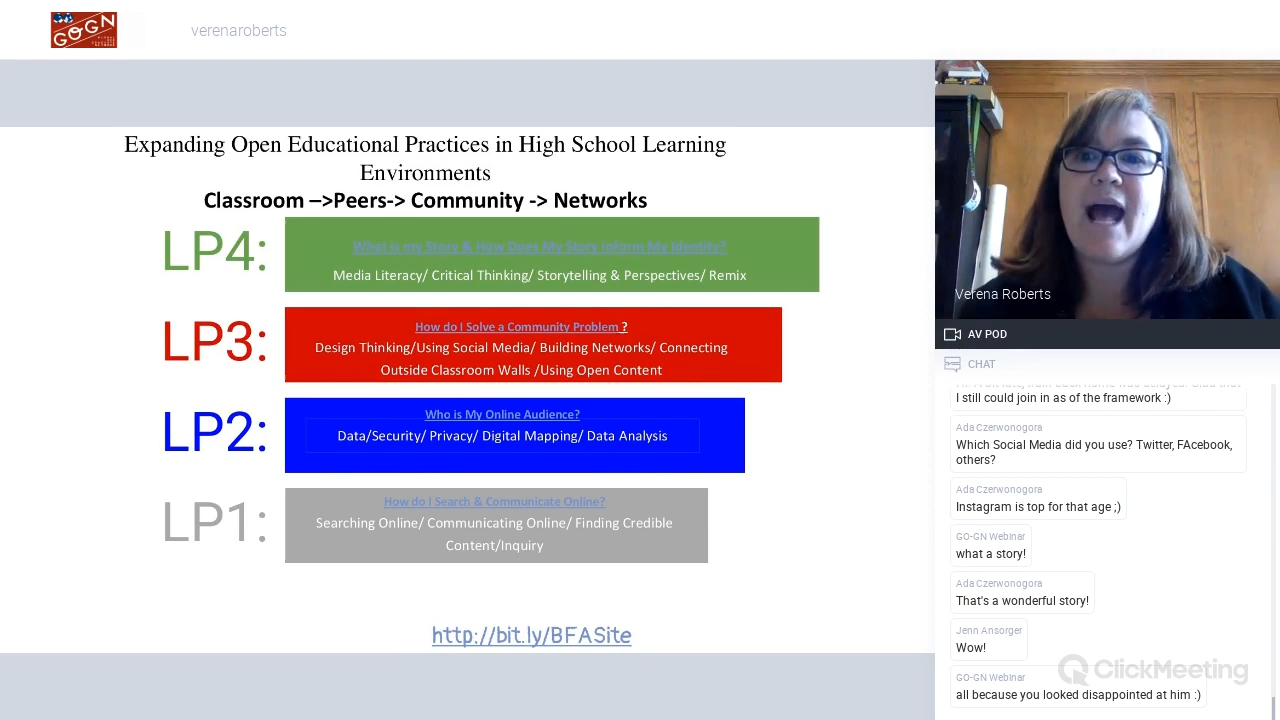 GOGN
verenaroberts
Expanding Open Educational Practices in High School Learning
Environments
Classroom –>Peers-> Community -> Networks
LP4:
What is my Story & How Does My Story Inform My Identity?
Media Literacy/ Critical Thinking/ Storytelling & Perspectives/ Remix
LP3:
How do I Solve a Community Problem ?
Design Thinking/Using Social Media/ Building Networks/ Connecting
Outside Classroom Walls /Using Open Content
LP2:
Who is My Online Audience?
Data/Security/ Privacy/ Digital Mapping/ Data Analysis
LP1:
How do I Search & Communicate Online?
Searching Online/ Communicating Online/ Finding Credible
Content/Inquiry
http://bit.ly/BFASite
Verena Roberts
AV POD
CHAT
I still could join in as of the framework :)
Ada Czerwonogora
Which Social Media did you use? Twitter, FAcebook,
others?
Ada Czerwonogora
Instagram is top for that age ;)
GO-GN Webinar
what a story!
Ada Czerwonogora
That's a wonderful story!
Jenn Ansorger
Wow!
ClickMeeting
GO-GN Webinar
all because you looked disappointed at him :)